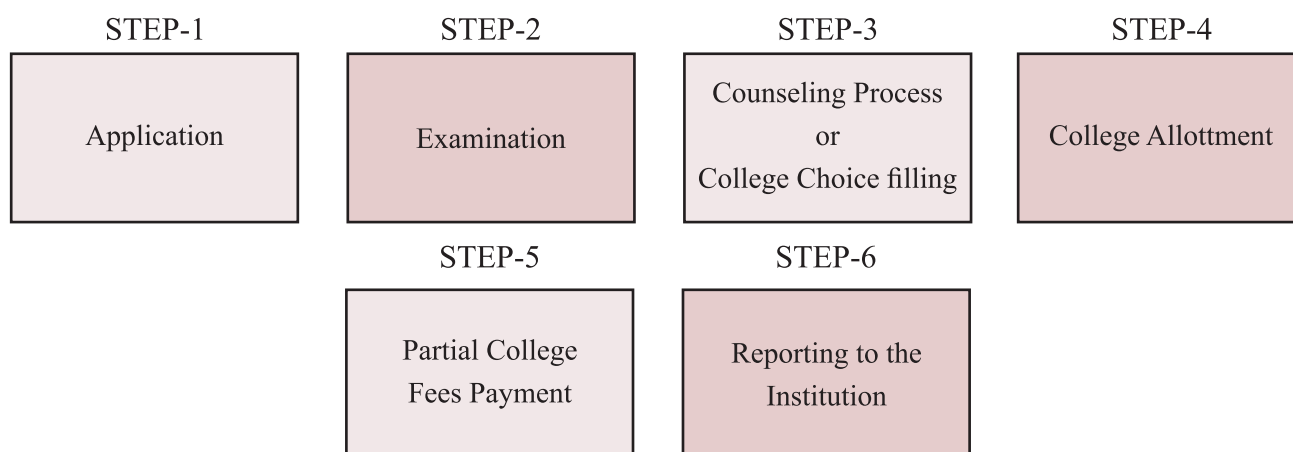 STEP-1
Application
STEP-2
Examination
STEP-3
Counseling Process
or
College Choice filling
STEP-4
College Allottment
STEP-5
Partial College
Fees Payment
STEP-6
Reporting to the
Institution